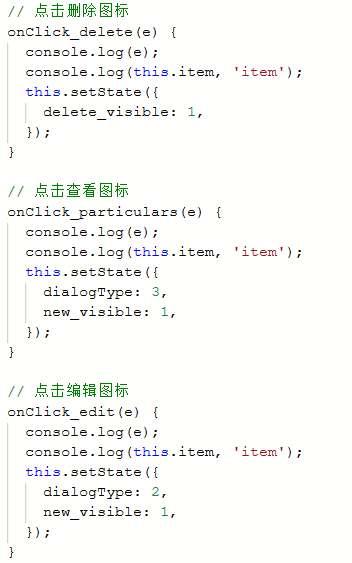 // 点击删除图标
onClick_delete(e) {
console.log(e);
console.log(this.item, 'item');
this.setState({
delete_visible: 1,
});
}
// 点击查看图标
onClick_particulars(e) {
console.log(e);
console.log(this.item, 'item');
this.setState({
dialogType: 3,
new_visible: 1,
});
}
// 点击编辑图标
onClick_edit(e) {
console.log(e);
console.log(this.item, 'item');
this.setState({
dialogType: 2,
new_visible: 1,
});
}